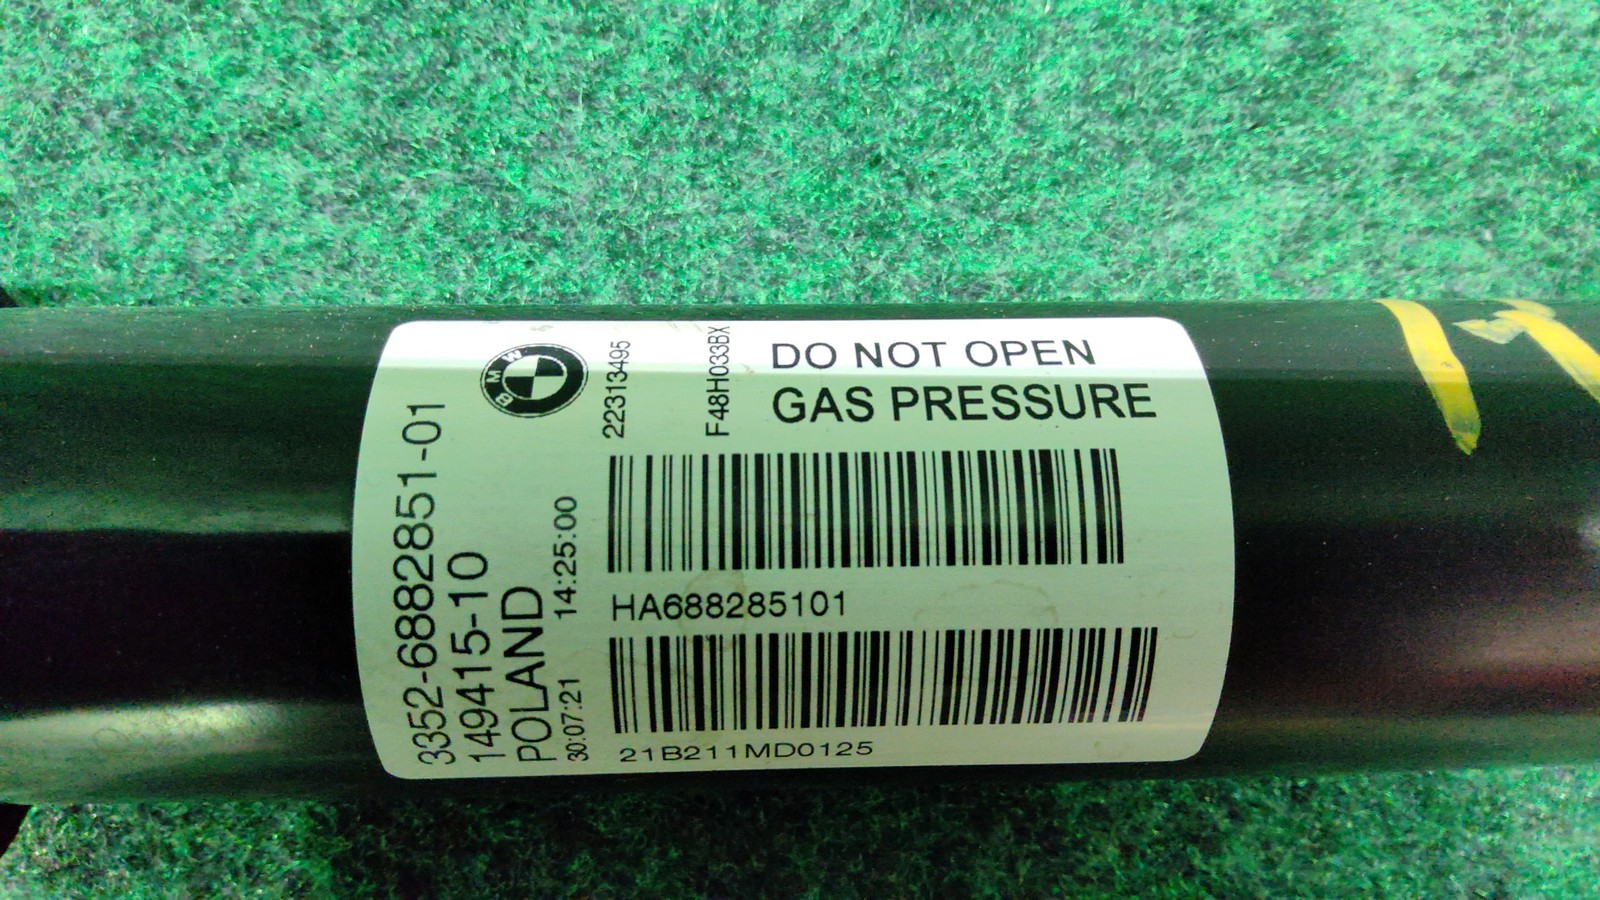 3352-6882851-01
149415-10
POLAND
30:07:21 14:25:00
BMW
22313495
F48H033BX
DO NOT OPEN
GAS PRESSURE
HA688285101
21B211MD0125